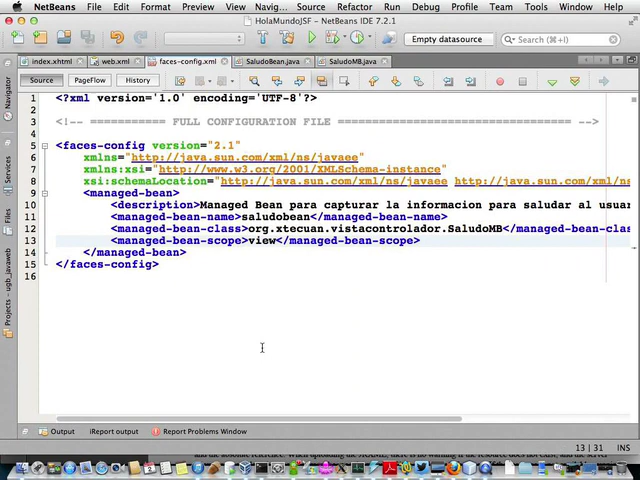 NetBeans File Edit Format Preview View Navig... Source Refactor Run Debug Profile Team Tools Window Help
HolaMundoJSF - NetBeans IDE 7.2.1
Empty datasource
Search (⌘+I)
index.xhtml web.xml faces-config.xml SaludoBean.java SaludoMB.java
Source PageFlow History
1 <?xml version='1.0' encoding='UTF-8'?>
2
3 <!-- =========== FULL CONFIGURATION FILE ================================== -->
4
5 <faces-config version="2.1"
6 xmlns="http://java.sun.com/xml/ns/javaee"
7 xmlns:xsi="http://www.w3.org/2001/XMLSchema-instance"
8 xsi:schemaLocation="http://java.sun.com/xml/ns/javaee http://java.sun.com/xml/ns
9 <managed-bean>
10 <description>Managed Bean para capturar la informacion para saludar al usuar
11 <managed-bean-name>saludobean</managed-bean-name>
12 <managed-bean-class>org.xtecuan.vistacontrolador.SaludoMB</managed-bean-clas
13 <managed-bean-scope>view</managed-bean-scope>
14 </managed-bean>
15 </faces-config>
16
Navigator
Services
Files
Projects - ugb_javaweb
Output iReport output Report Problems Window
13 | 31 INS